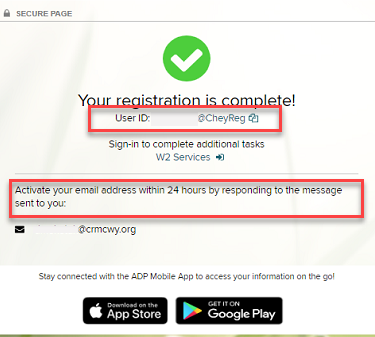 SECURE PAGE
Your registration is complete!
User ID: @CheyReg
Sign-in to complete additional tasks
W2 Services
Activate your email address within 24 hours by responding to the message
sent to you:
@crmcwy.org
Stay connected with the ADP Mobile App to access your information on the go!
Download on the
App Store
GET IT ON
Google Play